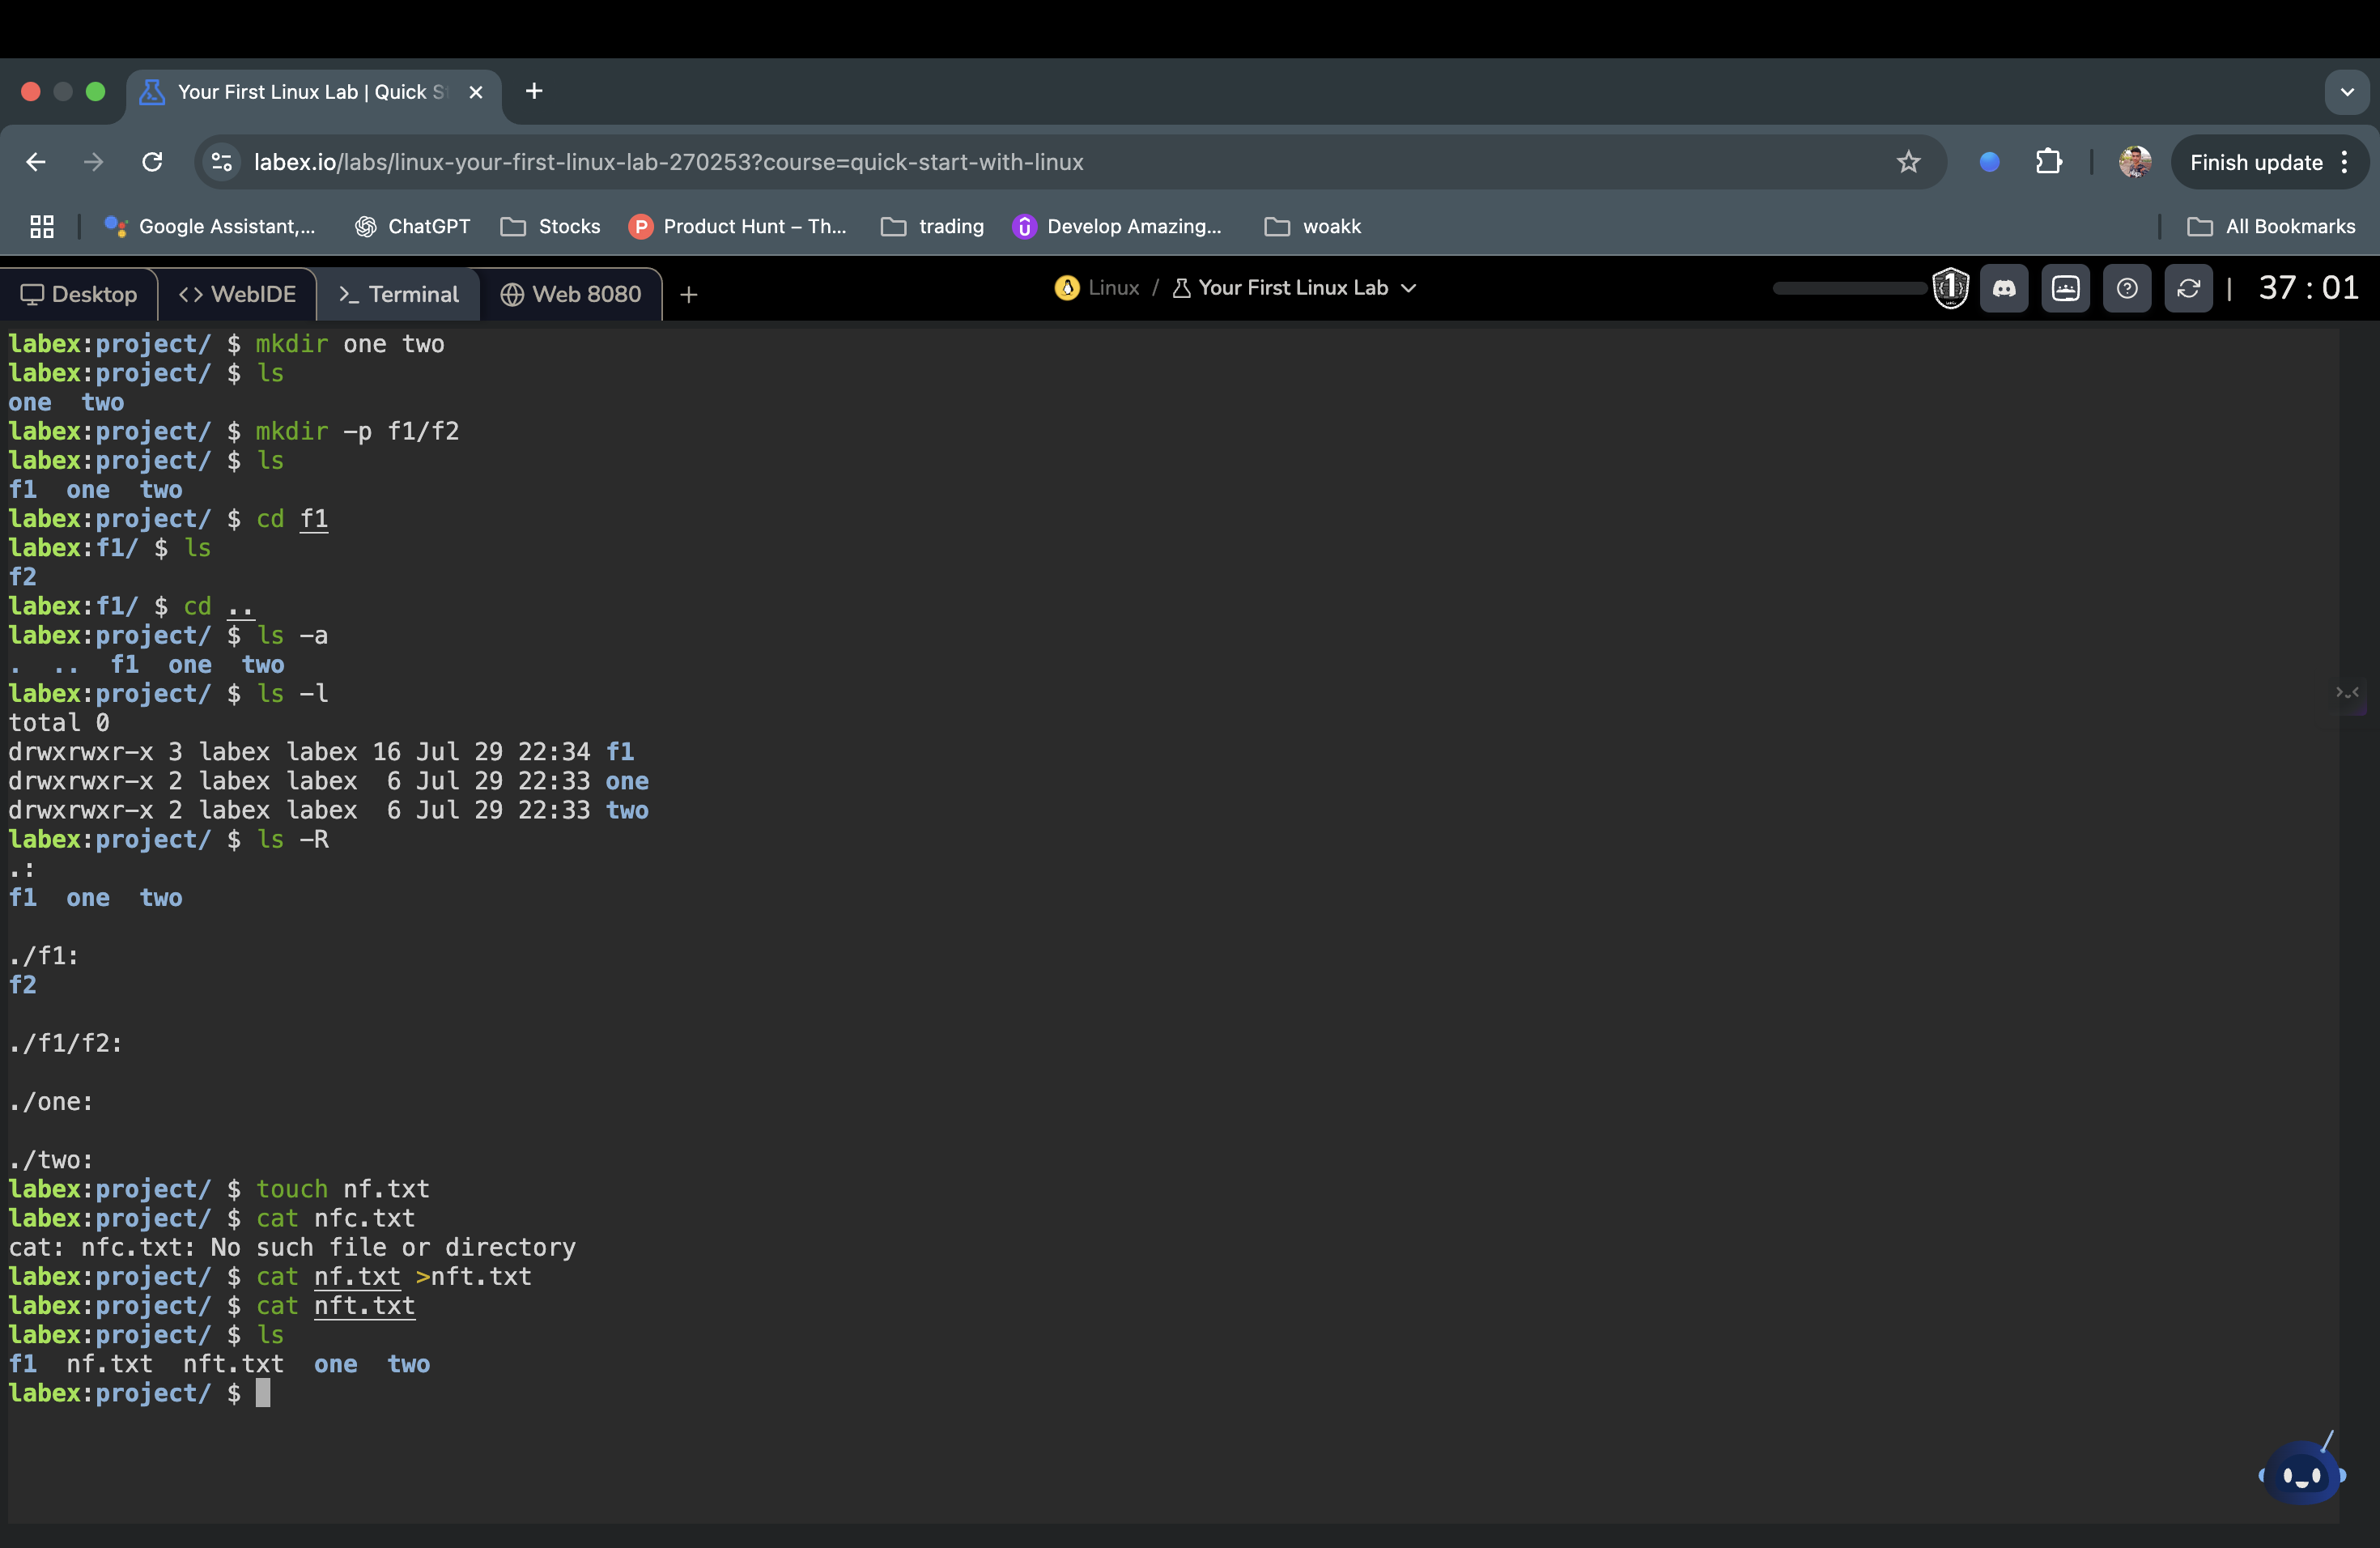 Your First Linux Lab | Quick S
labex.io/labs/linux-your-first-linux-lab-270253?course=quick-start-with-linux
Finish update
Google Assistant,... ChatGPT Stocks Product Hunt – Th... trading Develop Amazing... woakk All Bookmarks
Desktop <> WebIDE >_ Terminal Web 8080 + Linux / Your First Linux Lab 1 | 37 : 01
labex:project/ $ mkdir one two
labex:project/ $ ls
one  two
labex:project/ $ mkdir -p f1/f2
labex:project/ $ ls
f1  one  two
labex:project/ $ cd f1
labex:f1/ $ ls
f2
labex:f1/ $ cd ..
labex:project/ $ ls -a
.  ..  f1  one  two
labex:project/ $ ls -l
total 0
drwxrwxr-x 3 labex labex 16 Jul 29 22:34 f1
drwxrwxr-x 2 labex labex  6 Jul 29 22:33 one
drwxrwxr-x 2 labex labex  6 Jul 29 22:33 two
labex:project/ $ ls -R
.:
f1  one  two
./f1:
f2
./f1/f2:
./one:
./two:
labex:project/ $ touch nf.txt
labex:project/ $ cat nfc.txt
cat: nfc.txt: No such file or directory
labex:project/ $ cat nf.txt >nft.txt
labex:project/ $ cat nft.txt
labex:project/ $ ls
f1  nf.txt  nft.txt  one  two
labex:project/ $